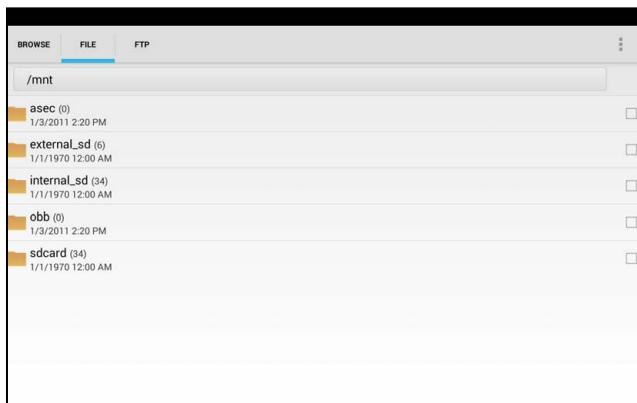 BROWSE FILE FTP
/mnt
asec (0)
1/3/2011 2:20 PM
external_sd (6)
1/1/1970 12:00 AM
internal_sd (34)
1/1/1970 12:00 AM
obb (0)
1/3/2011 2:20 PM
sdcard (34)
1/1/1970 12:00 AM